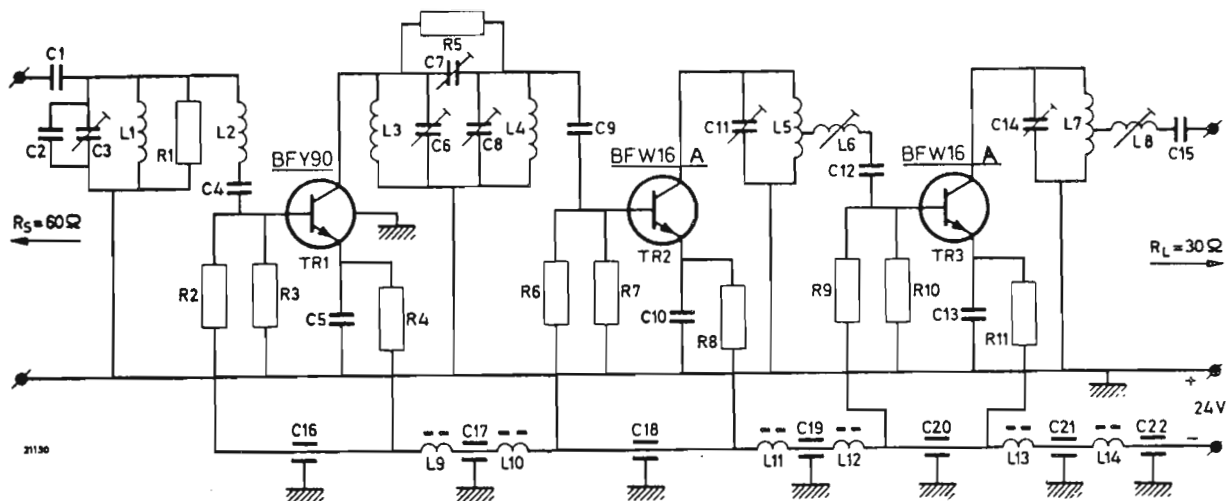 R5
C1
C7
C2
C3
L1
R1
L2
L3
C6
C8
L4
C9
C11
L5
L6
C14
L7
L8
C15
BFY90
BFW16 A
C12
BFW16 A
C4
RS=60Ω
TR1
TR2
TR3
RL=30Ω
R2
R3
C5
R4
R6
R7
C10
R8
R9
R10
C13
R11
+
24V
-
21130
C16
L9
C17
L10
C18
L11
C19
L12
C20
L13
C21
L14
C22